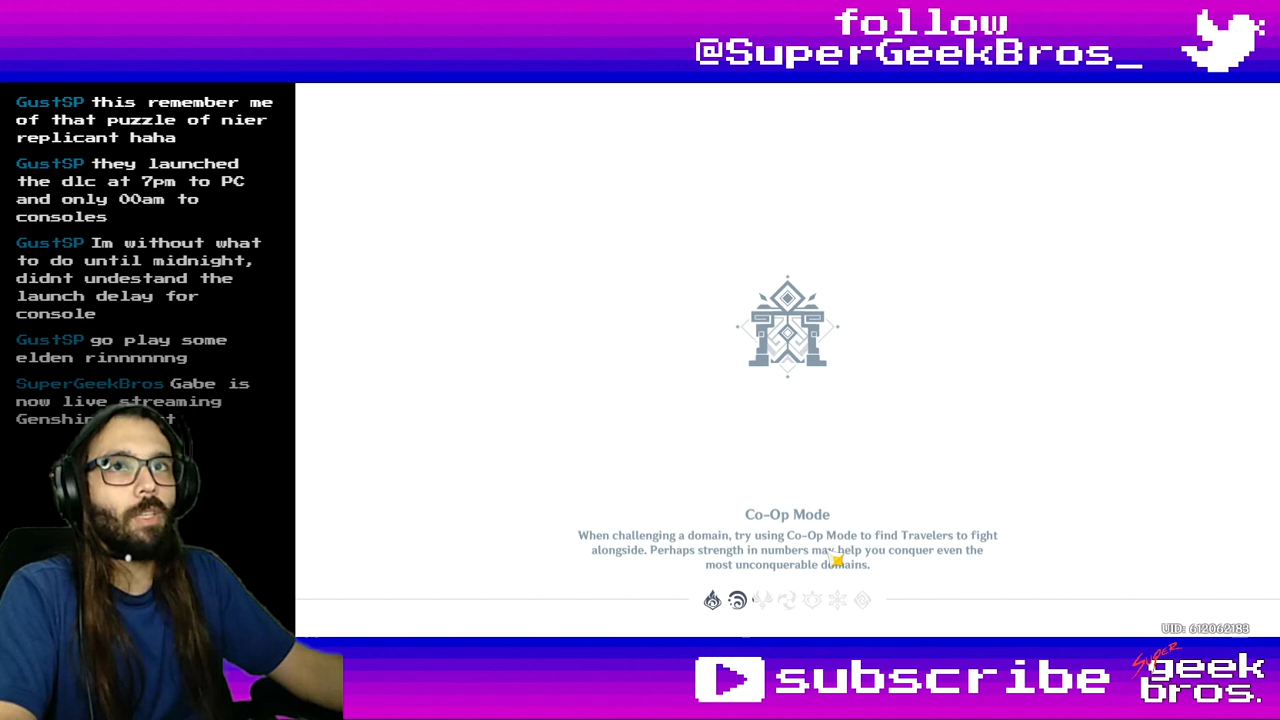 follow
@SuperGeekBros_
GustSP this remember me
of that puzzle of nier
replicant haha
GustSP they launched
the dlc at 7pm to PC
and only 00am to
consoles
GustSP Im without what
to do until midnight,
didnt undestand the
launch delay for
console
GustSP go play some
elden rinnnnnng
SuperGeekBros Gabe is
now live streaming
Genshin
Co-Op Mode
When challenging a domain, try using Co-Op Mode to find Travelers to fight
alongside. Perhaps strength in numbers may help you conquer even the
most unconquerable domains.
UID: 612062183
subscribe
SUPER
geek
bros.